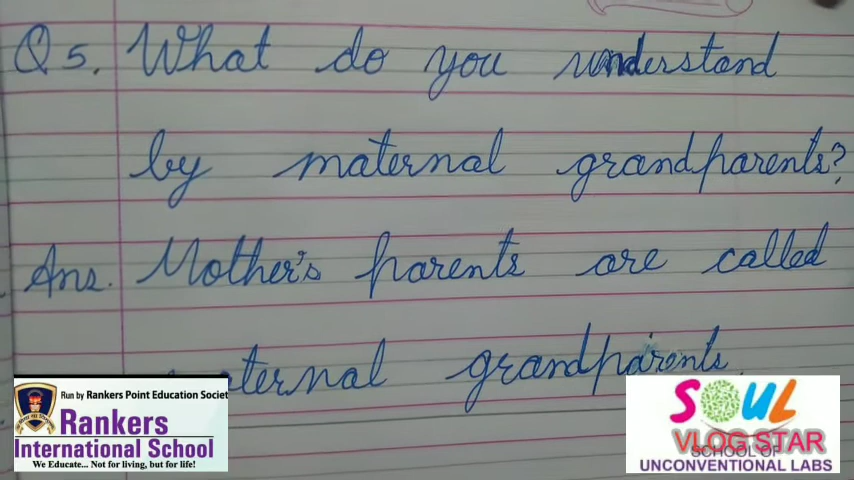 Q5. What do you understand
by maternal grandparents?
Ans. Mother's parents are called
ternal grandparents.
Run by Rankers Point Education Societ
Rankers
International School
We Educate... Not for living, but for life!
SOUL
VLOG STAR
SCHOOL OF
UNCONVENTIONAL LABS